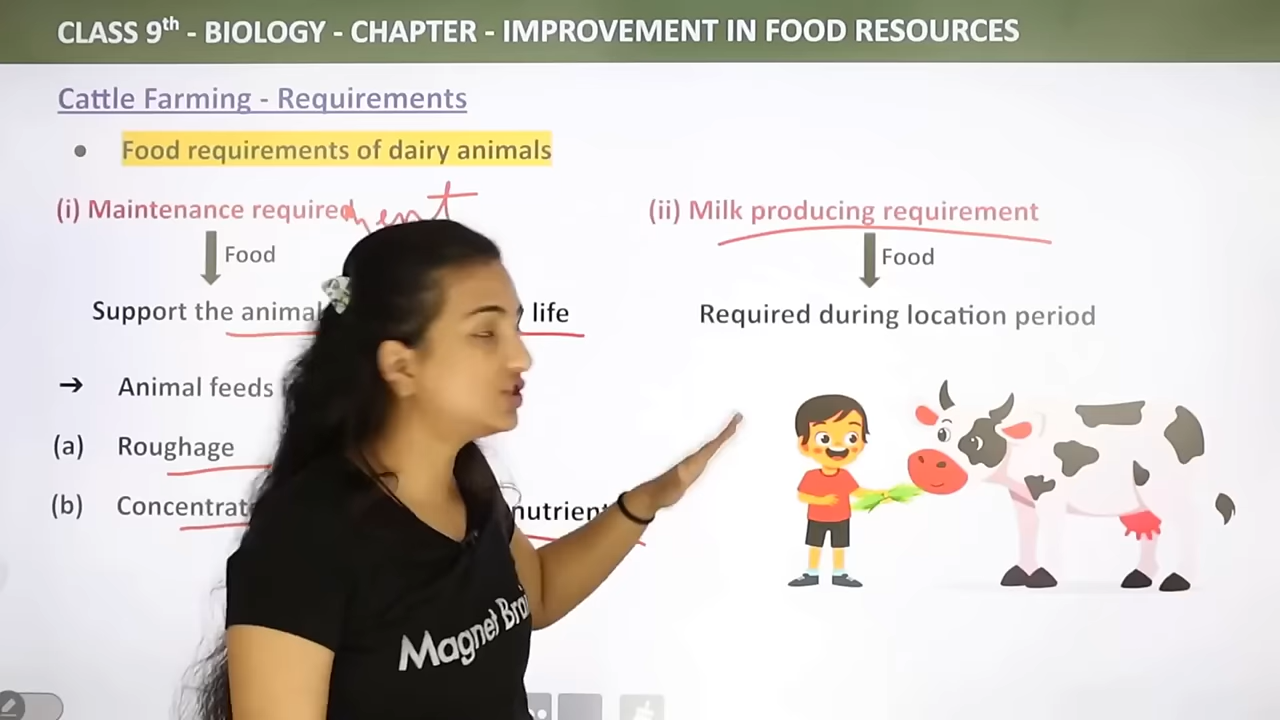 CLASS 9th - BIOLOGY - CHAPTER - IMPROVEMENT IN FOOD RESOURCES
Cattle Farming - Requirements
● Food requirements of dairy animals
(i) Maintenance required ent
Food
Support the animal life
➔ Animal feeds
(a) Roughage
(b) Concentrat nutrient
(ii) Milk producing requirement
Food
Required during location period
Magnet Brai